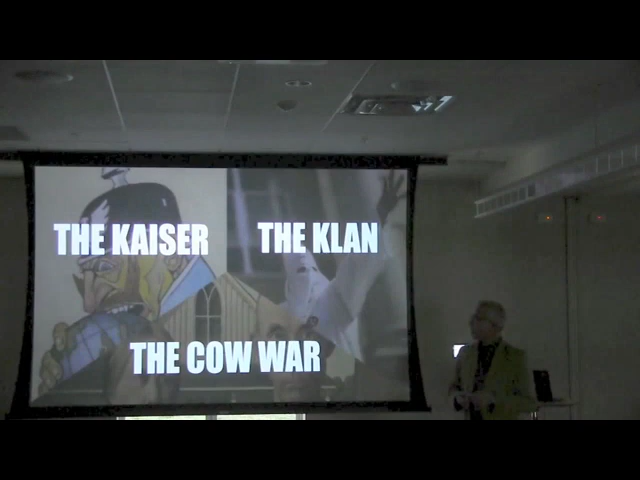 THE KAISER
THE KLAN
THE COW WAR